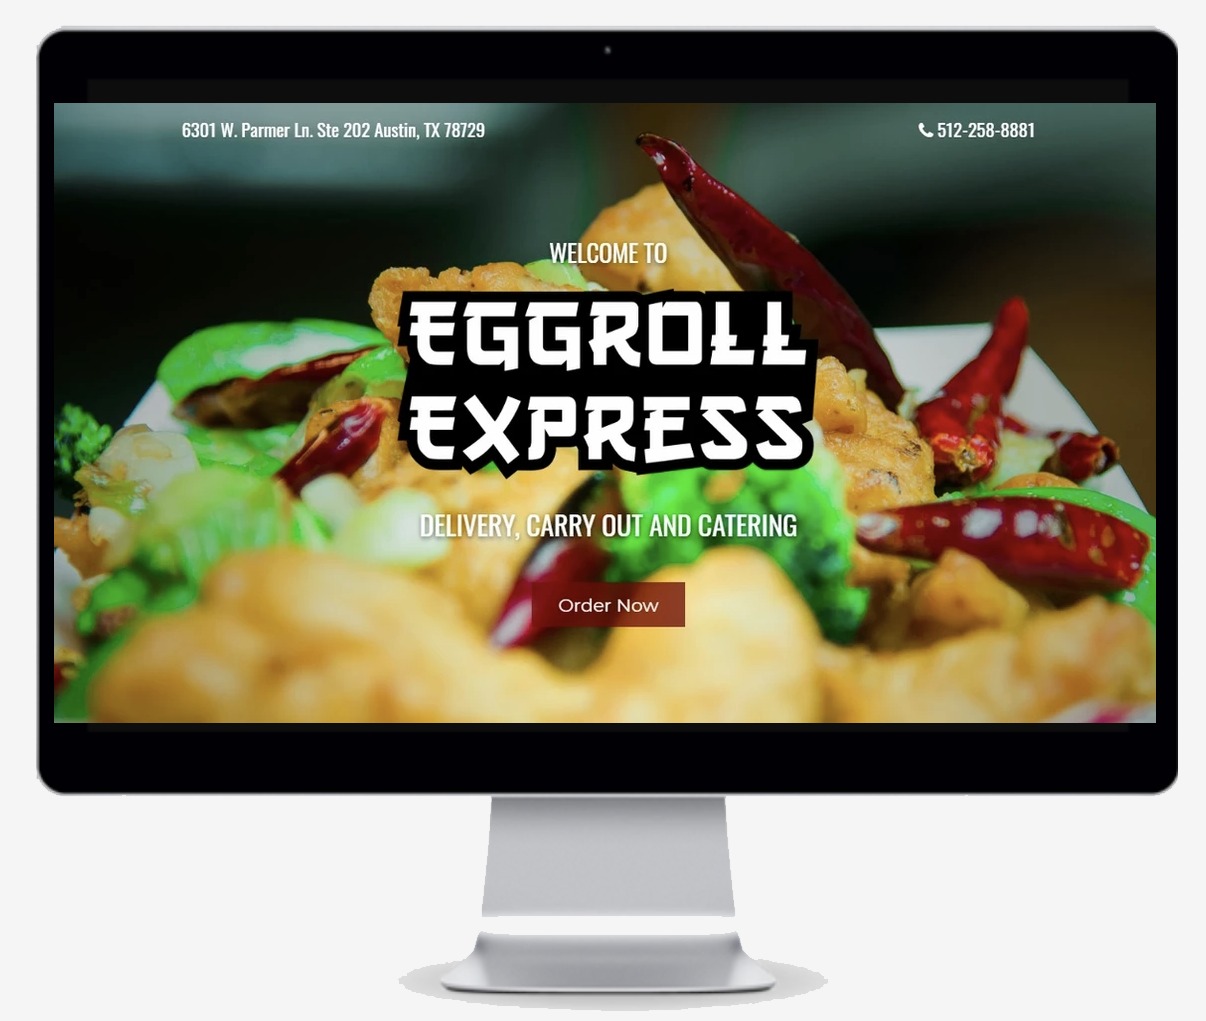 6301 W. Parmer Ln. Ste 202 Austin, TX 78729
512-258-8881
WELCOME TO
EGGROLL
EXPRESS
DELIVERY, CARRY OUT AND CATERING
Order Now